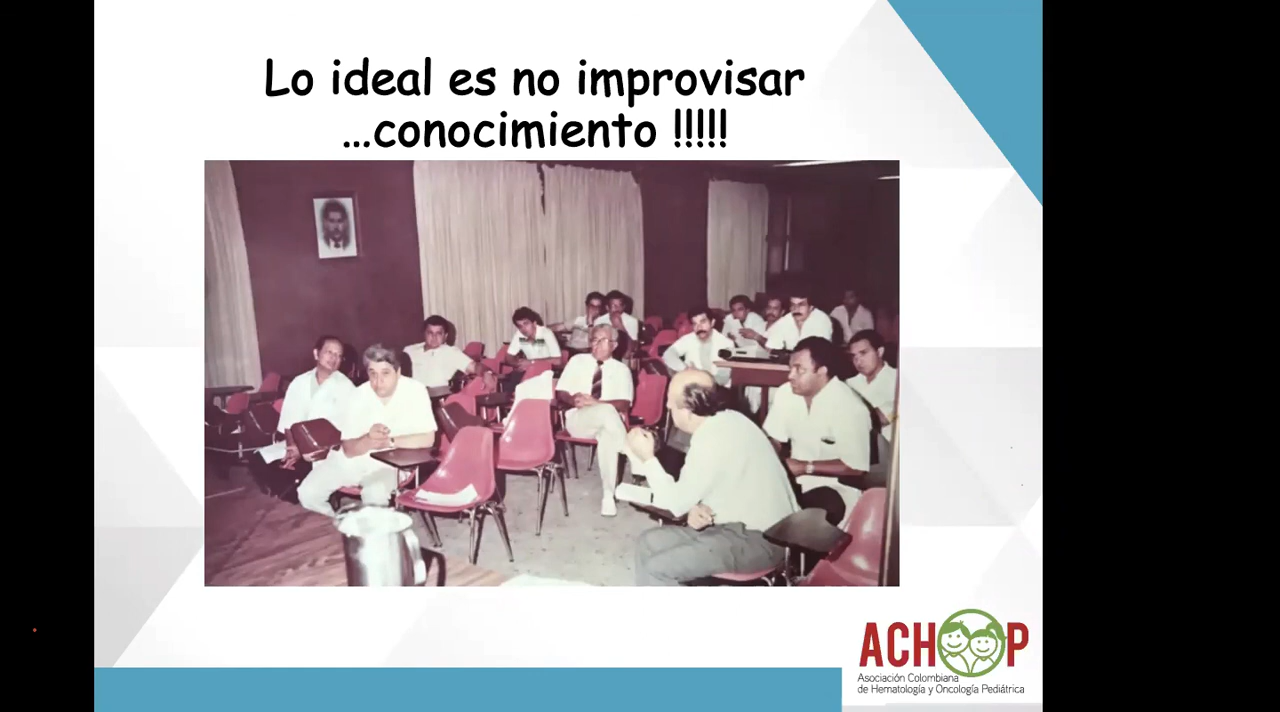 Lo ideal es no improvisar
...conocimiento !!!!!
ACHOP
Asociación Colombiana
de Hematología y Oncología Pediátrica